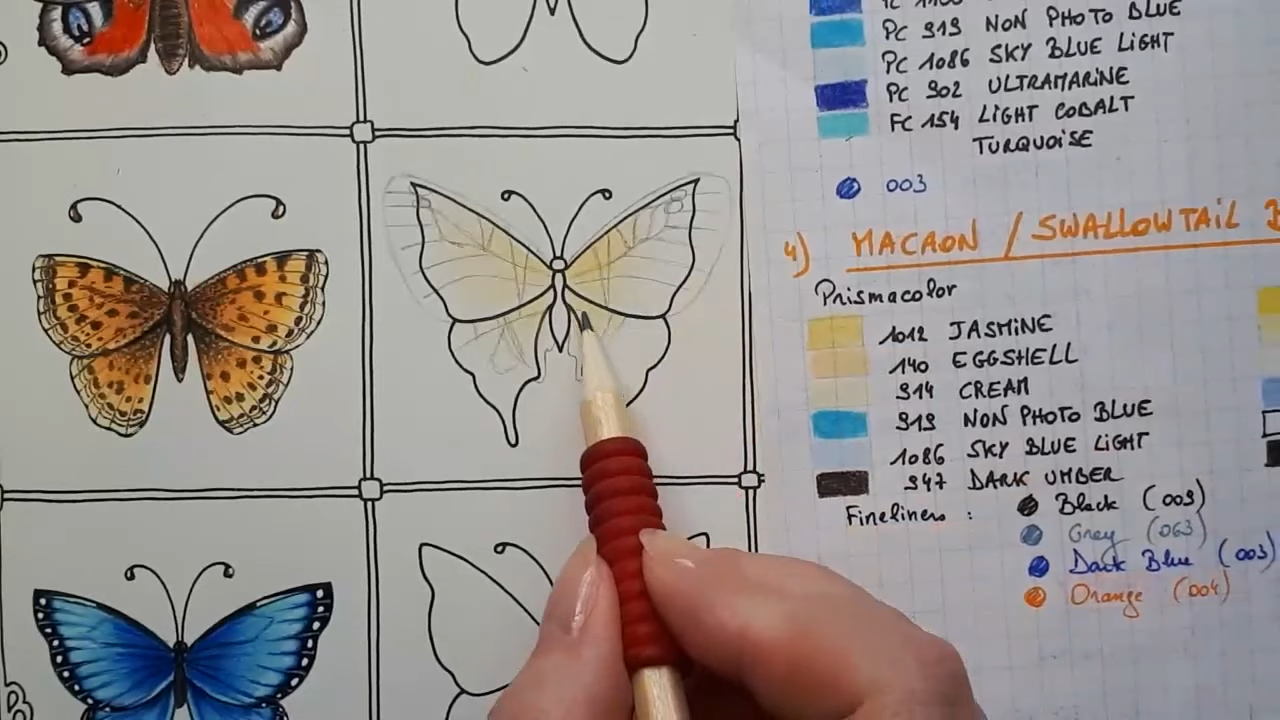 PC 919 NON PHOTO BLUE
PC 1086 SKY BLUE LIGHT
PC 902 ULTRAMARINE
FC 154 LIGHT COBALT
TURQUOISE
003
4) MACAON / SWALLOWTAIL
Prismacolor
1012 JASMINE
140 EGGSHELL
914 CREAM
919 NON PHOTO BLUE
1086 SKY BLUE LIGHT
947 DARK UMBER
Fineliners : Black (003)
Grey (063)
Dark Blue (003)
Orange (004)